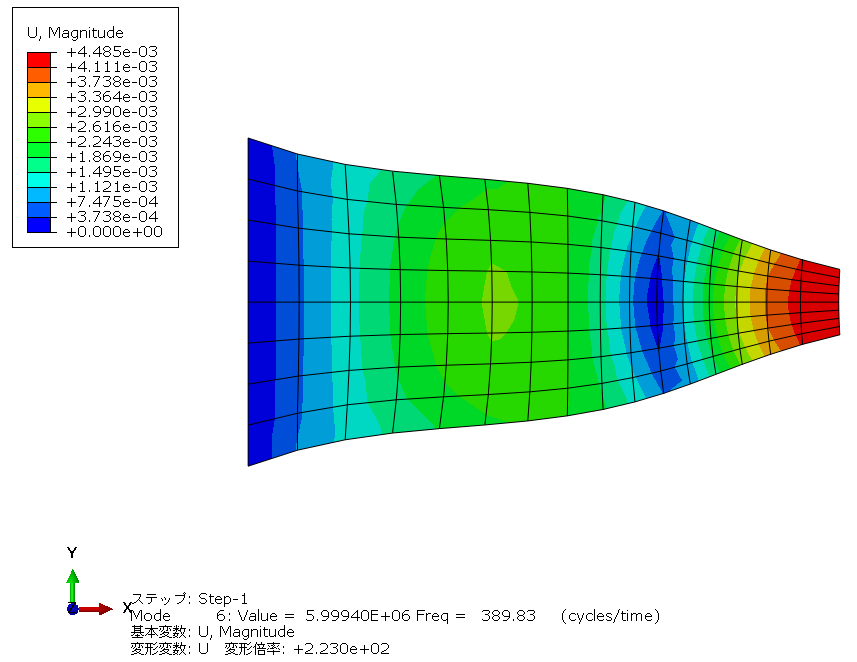 U, Magnitude
+4.485e-03
+4.111e-03
+3.738e-03
+3.364e-03
+2.990e-03
+2.616e-03
+2.243e-03
+1.869e-03
+1.495e-03
+1.121e-03
+7.475e-04
+3.738e-04
+0.000e+00
Y
Z
X
ステップ: Step-1
Mode 6: Value = 5.99940E+06 Freq = 389.83 (cycles/time)
基本変数: U, Magnitude
変形変数: U 変形倍率: +2.230e+02